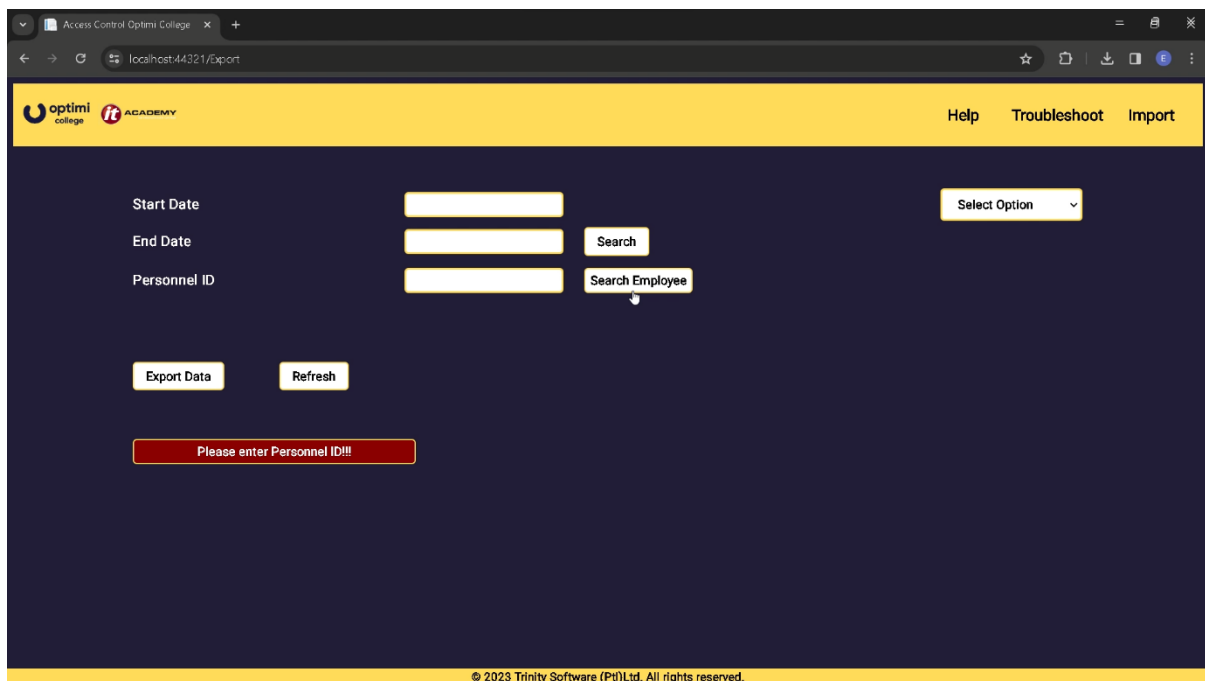 Access Control Optimi College
localhost:44321/Export
E
optimi
college
it ACADEMY
Help Troubleshoot Import
Start Date
Select Option
End Date
Search
Personnel ID
Search Employee
Export Data Refresh
Please enter Personnel ID!!!
© 2023 Trinity Software (Ptl)Ltd. All rights reserved.